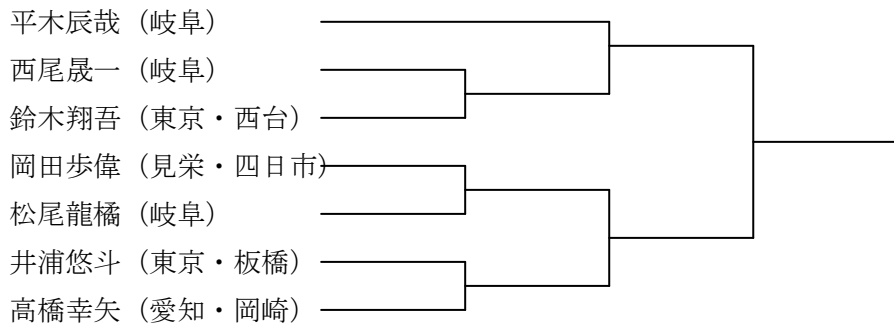 平木辰哉（岐阜）
西尾晟一（岐阜）
鈴木翔吾（東京・西台）
岡田歩偉（見栄・四日市）
松尾龍橘（岐阜）
井浦悠斗（東京・板橋）
高橋幸矢（愛知・岡崎）